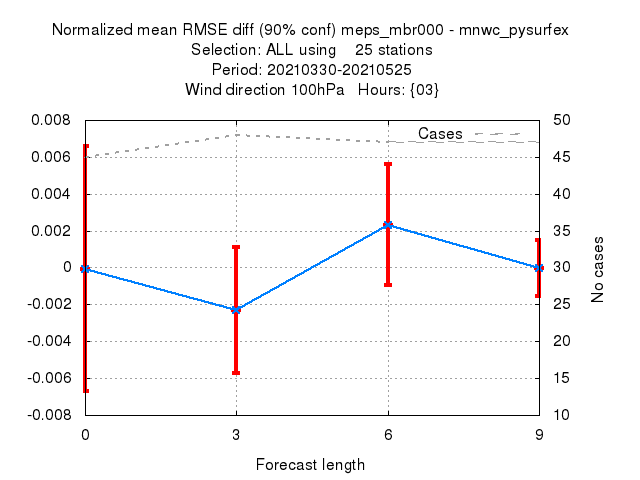 Normalized mean RMSE diff (90% conf) meps_mbr000 - mnwc_pysurfex
Selection: ALL using    25 stations
Period: 20210330-20210525
Wind direction 100hPa   Hours: {03}
Cases
0.008
0.006
0.004
0.002
0
-0.002
-0.004
-0.006
-0.008
50
45
40
35
30
25
20
15
10
No cases
0 3 6 9
Forecast length